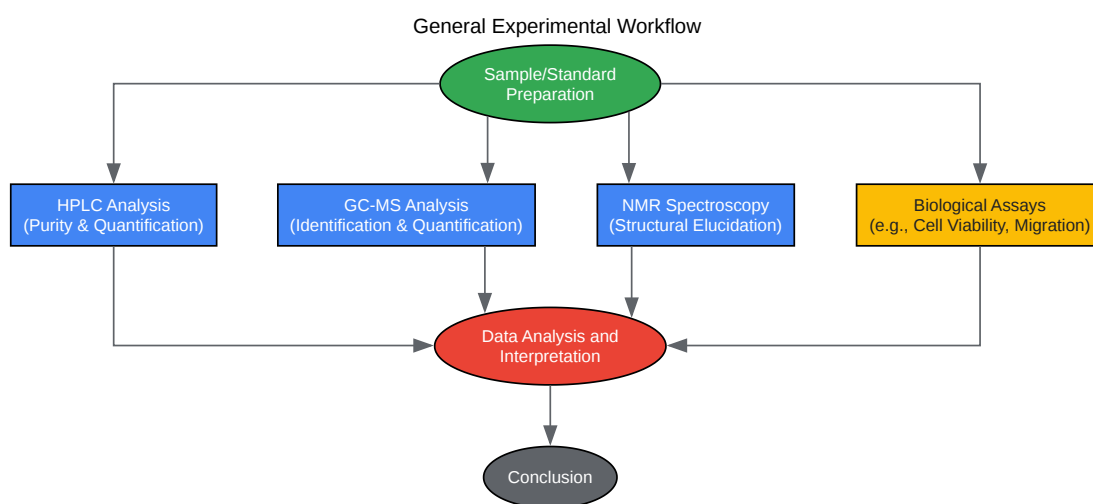 General Experimental Workflow
Sample/Standard
Preparation
HPLC Analysis
(Purity & Quantification)
GC-MS Analysis
(Identification & Quantification)
NMR Spectroscopy
(Structural Elucidation)
Biological Assays
(e.g., Cell Viability, Migration)
Data Analysis and
Interpretation
Conclusion